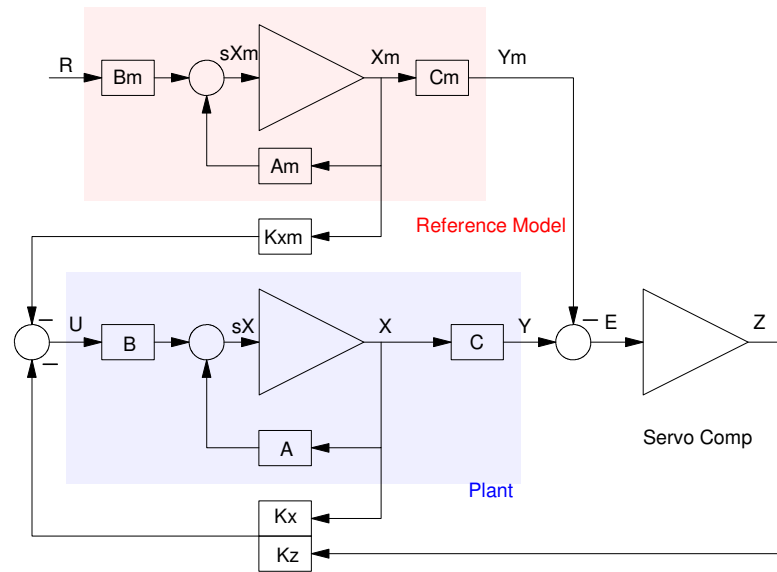 R
Bm
sXm
Xm
Cm
Ym
Am
Kxm
Reference Model
U
B
sX
X
C
Y
E
Z
A
Servo Comp
Plant
Kx
Kz